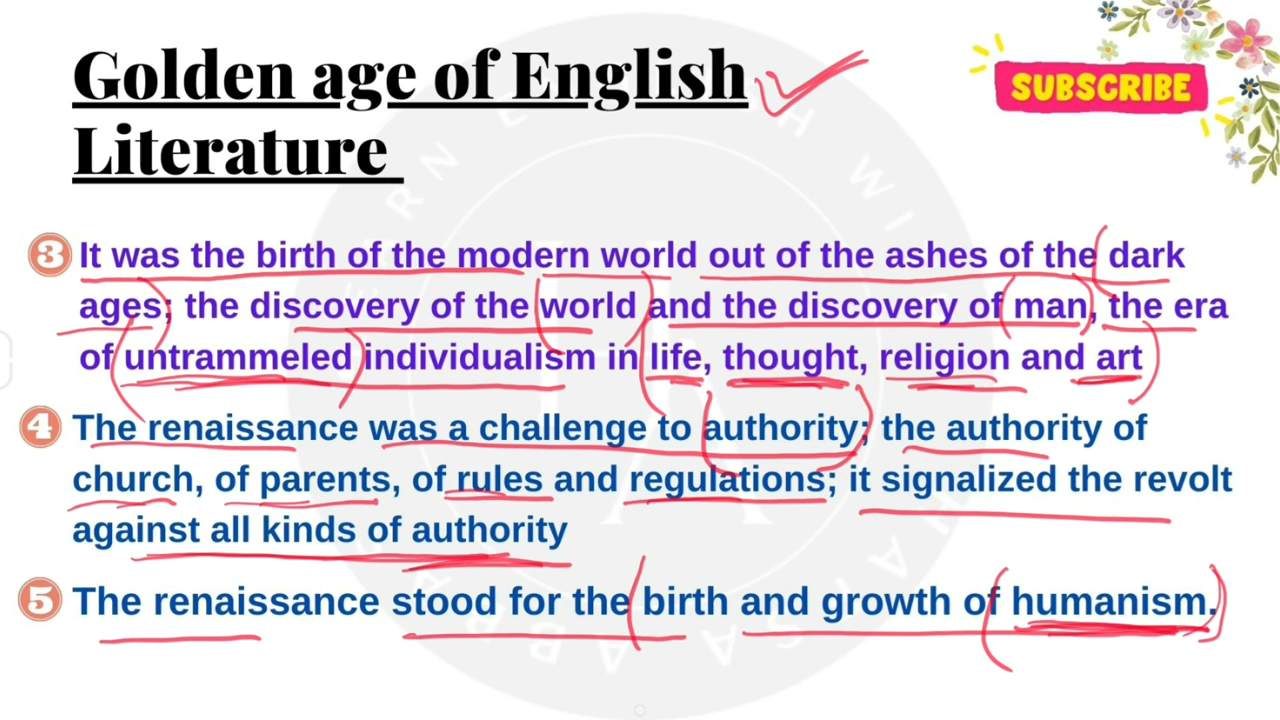 Golden age of English
Literature
SUBSCRIBE
3 It was the birth of the modern world out of the ashes of the dark
ages; the discovery of the world and the discovery of man, the era
of untrammeled individualism in life, thought, religion and art
4 The renaissance was a challenge to authority; the authority of
church, of parents, of rules and regulations; it signalized the revolt
against all kinds of authority
5 The renaissance stood for the birth and growth of humanism.